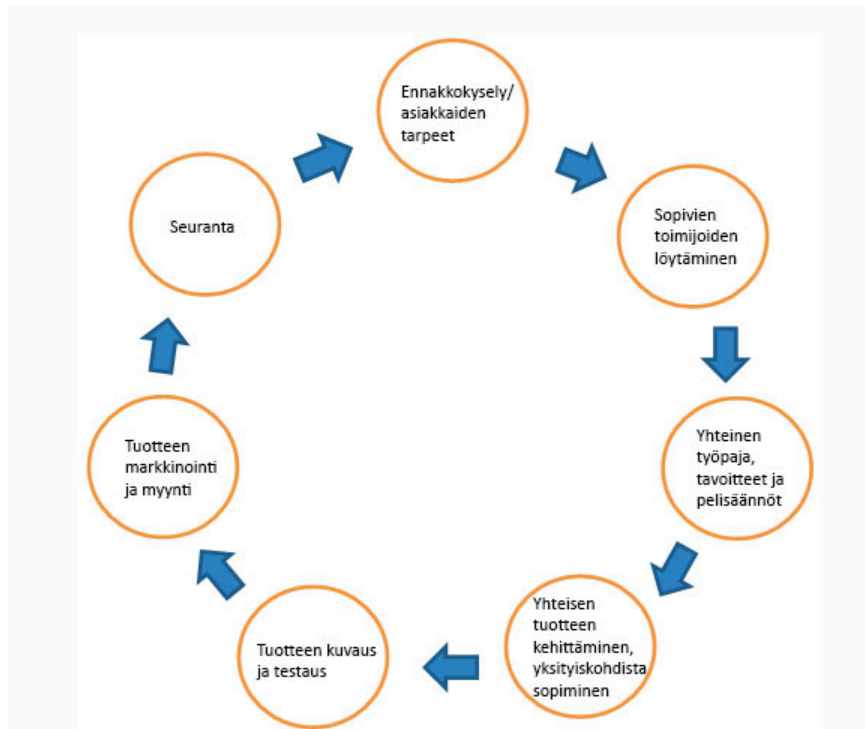 Ennakkokysely/
asiakkaiden
tarpeet
Sopivien
toimijoiden
löytäminen
Yhteinen
työpaja,
tavoitteet ja
pelisäännöt
Yhteisen
tuotteen
kehittäminen,
yksityiskohdista
sopiminen
Tuotteen kuvaus
ja testaus
Tuotteen
markkinointi
ja myynti
Seuranta